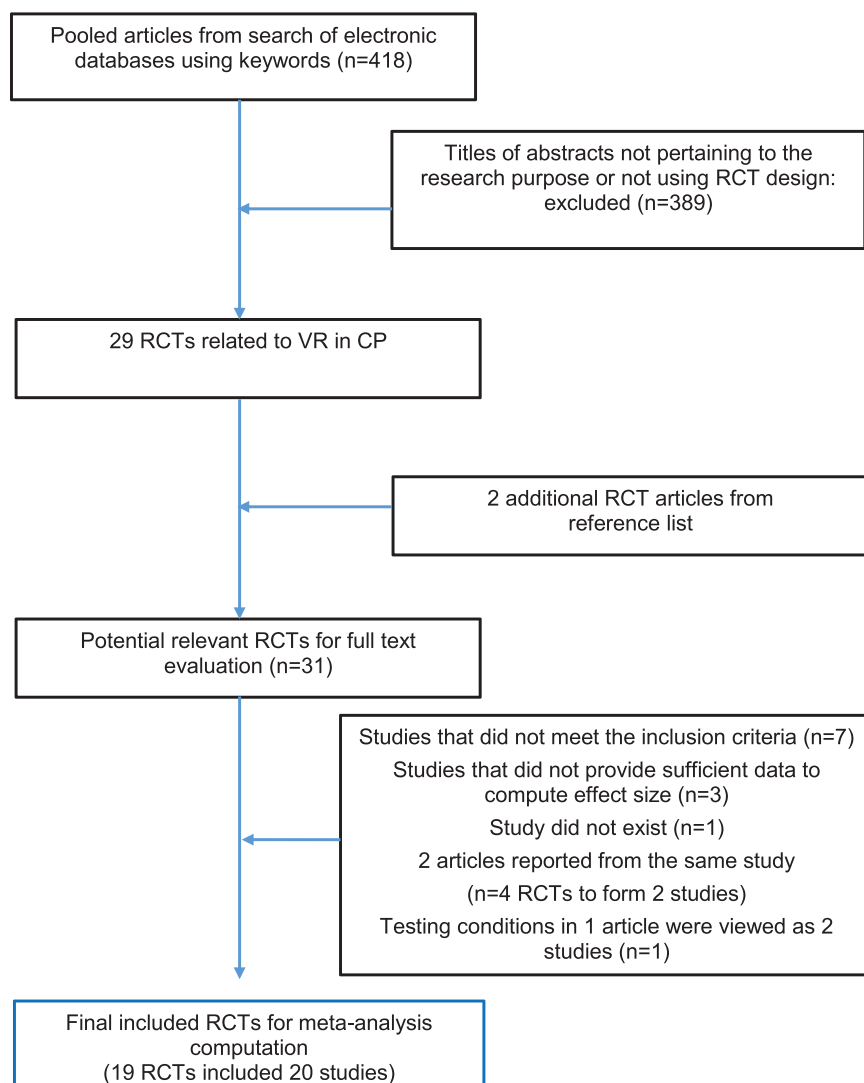 Pooled articles from search of electronic
databases using keywords (n=418)
Titles of abstracts not pertaining to the
research purpose or not using RCT design:
excluded (n=389)
29 RCTs related to VR in CP
2 additional RCT articles from
reference list
Potential relevant RCTs for full text
evaluation (n=31)
Studies that did not meet the inclusion criteria (n=7)
Studies that did not provide sufficient data to
compute effect size (n=3)
Study did not exist (n=1)
2 articles reported from the same study
(n=4 RCTs to form 2 studies)
Testing conditions in 1 article were viewed as 2
studies (n=1)
Final included RCTs for meta-analysis
computation
(19 RCTs included 20 studies)